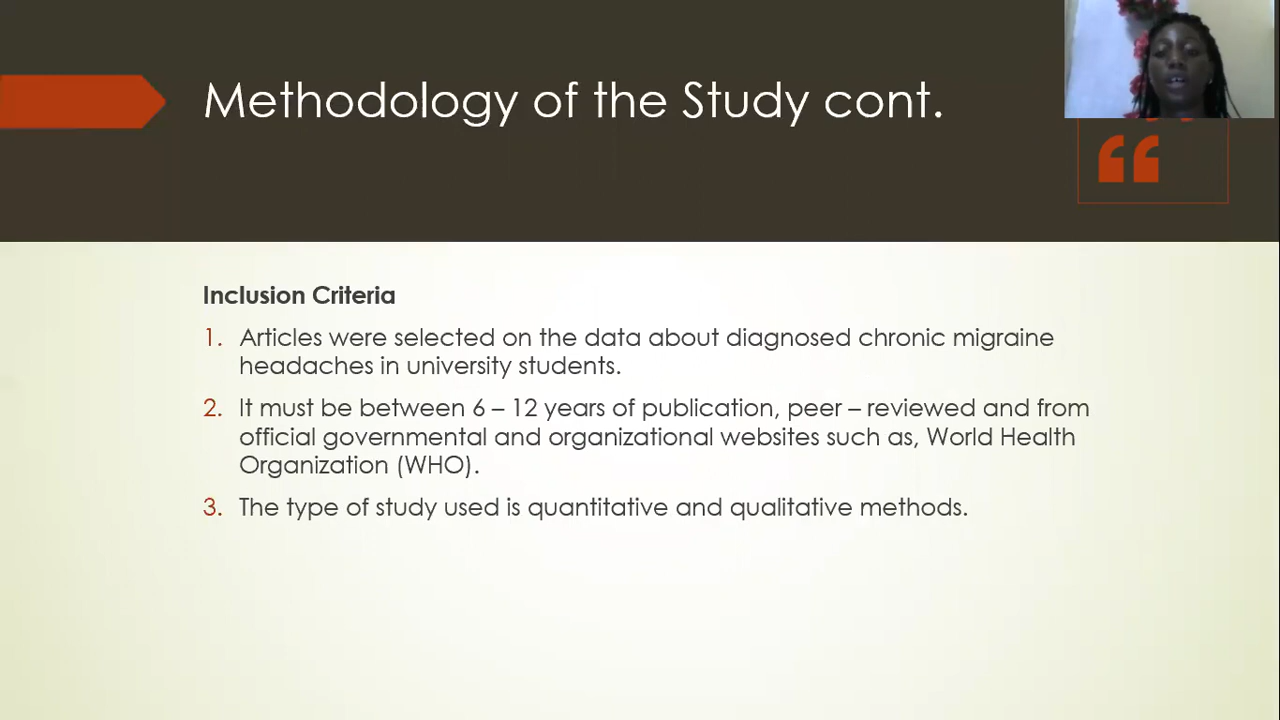 Methodology of the Study cont.
“
Inclusion Criteria
1. Articles were selected on the data about diagnosed chronic migraine
headaches in university students.
2. It must be between 6 – 12 years of publication, peer – reviewed and from
official governmental and organizational websites such as, World Health
Organization (WHO).
3. The type of study used is quantitative and qualitative methods.